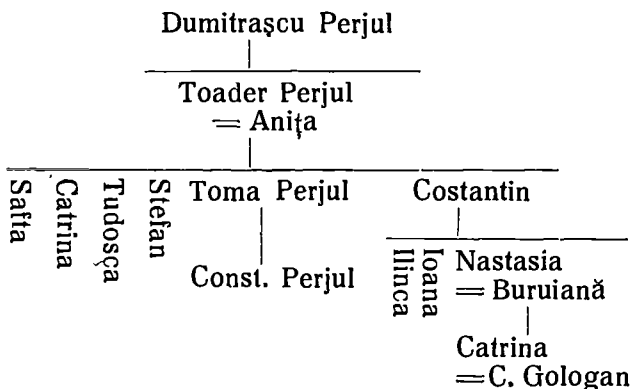 Dumitrașcu Perjul
Toader Perjul
= Anița
Safta
Catrina
Tudosça
Stefan
Toma Perjul
Costantin
Const. Perjul
Ilinca
Ioana
Nastasia
= Buruiană
Catrina
= C. Gologan